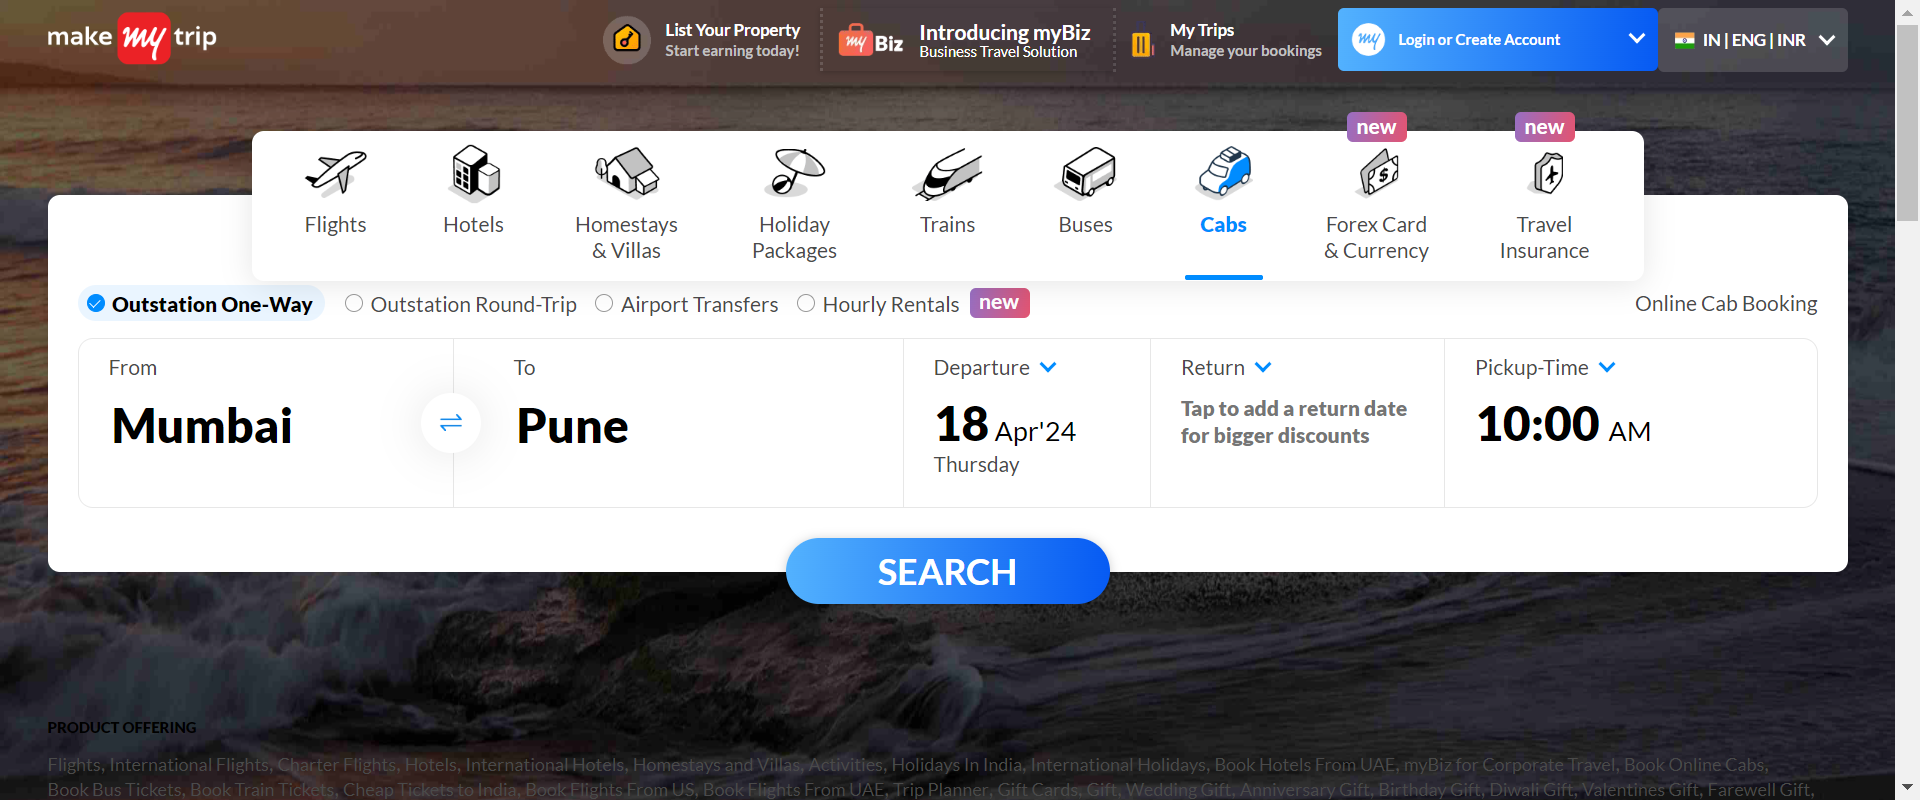 make my trip
List Your Property
Start earning today!
my Biz
Introducing myBiz
Business Travel Solution
My Trips
Manage your bookings
my Login or Create Account
IN | ENG | INR
new
new
Flights
Hotels
Homestays
& Villas
Holiday
Packages
Trains
Buses
Cabs
Forex Card
& Currency
Travel
Insurance
Outstation One-Way
Outstation Round-Trip
Airport Transfers
Hourly Rentals
new
Online Cab Booking
From
Mumbai
To
Pune
Departure
18 Apr'24
Thursday
Return
Tap to add a return date
for bigger discounts
Pickup-Time
10:00 AM
SEARCH
PRODUCT OFFERING
Flights, International Flights, Charter Flights, Hotels, International Hotels, Homestays and Villas, Activities, Holidays In India, International Holidays, Book Hotels From UAE, myBiz for Corporate Travel, Book Online Cabs,
Book Bus Tickets, Book Train Tickets, Cheap Tickets to India, Book Flights From US, Book Flights From UAE, Trip Planner, Gift Cards, Gift, Wedding Gift, Anniversary Gift, Birthday Gift, Diwali Gift, Valentines Gift, Farewell Gift,